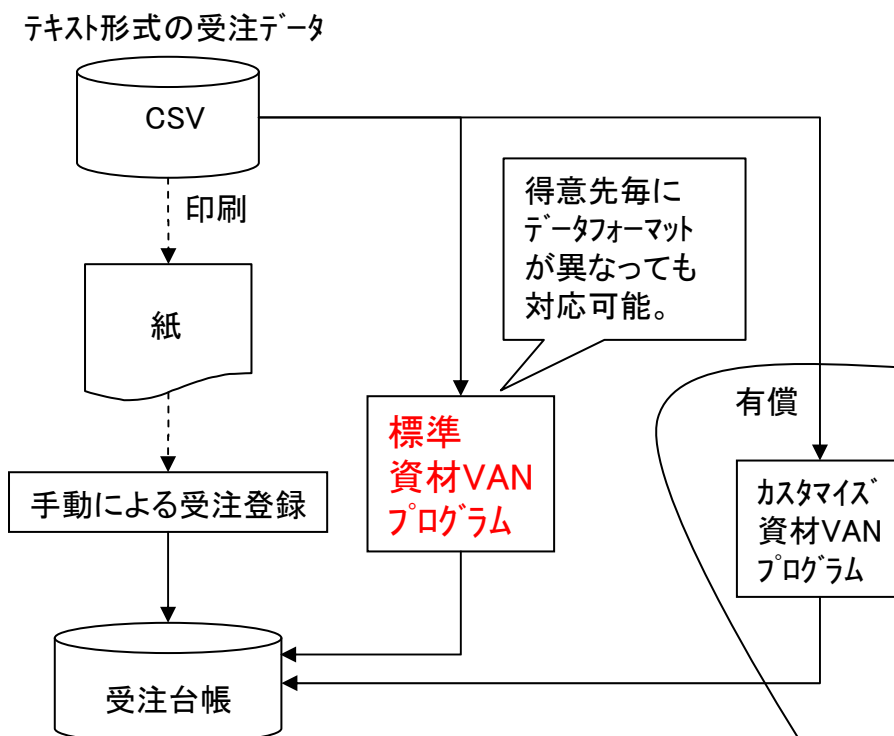 ﾃｷｽﾄ形式の受注ﾃﾞｰﾀ
CSV
印刷
得意先毎に
ﾃﾞｰﾀﾌｫｰﾏｯﾄ
が異なっても
対応可能。
紙
有償
標準
資材VAN
ﾌﾟﾛｸﾞﾗﾑ
ｶｽﾀﾏｲｽﾞ
資材VAN
ﾌﾟﾛｸﾞﾗﾑ
手動による受注登録
受注台帳